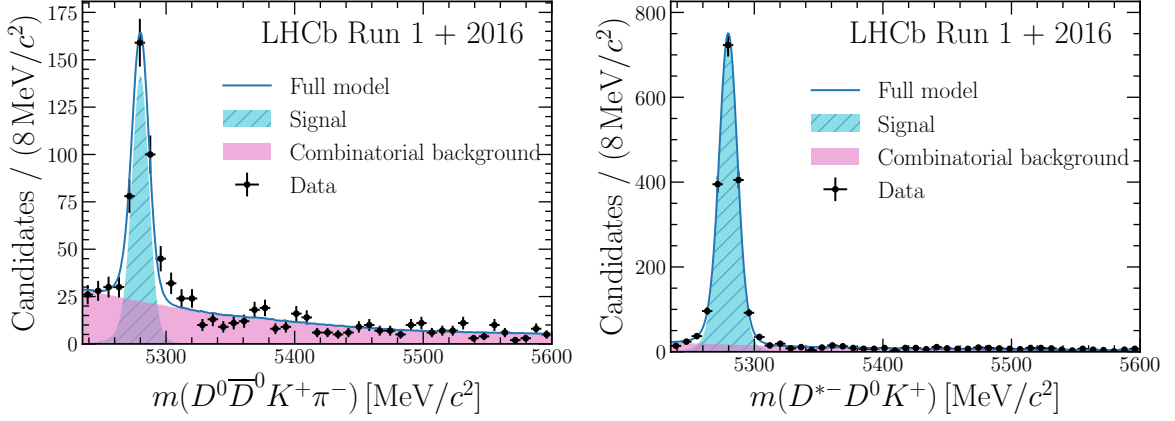 LHCb Run 1 + 2016
Full model
Signal
Combinatorial background
Data
Candidates / (8 MeV/c²)
175
150
125
100
75
50
25
0
5300
5400
5500
5600
m(D⁰D̅⁰K⁺π⁻) [MeV/c²]
LHCb Run 1 + 2016
Full model
Signal
Combinatorial background
Data
Candidates / (8 MeV/c²)
800
600
400
200
0
5300
5400
5500
5600
m(D*⁻D⁰K⁺) [MeV/c²]